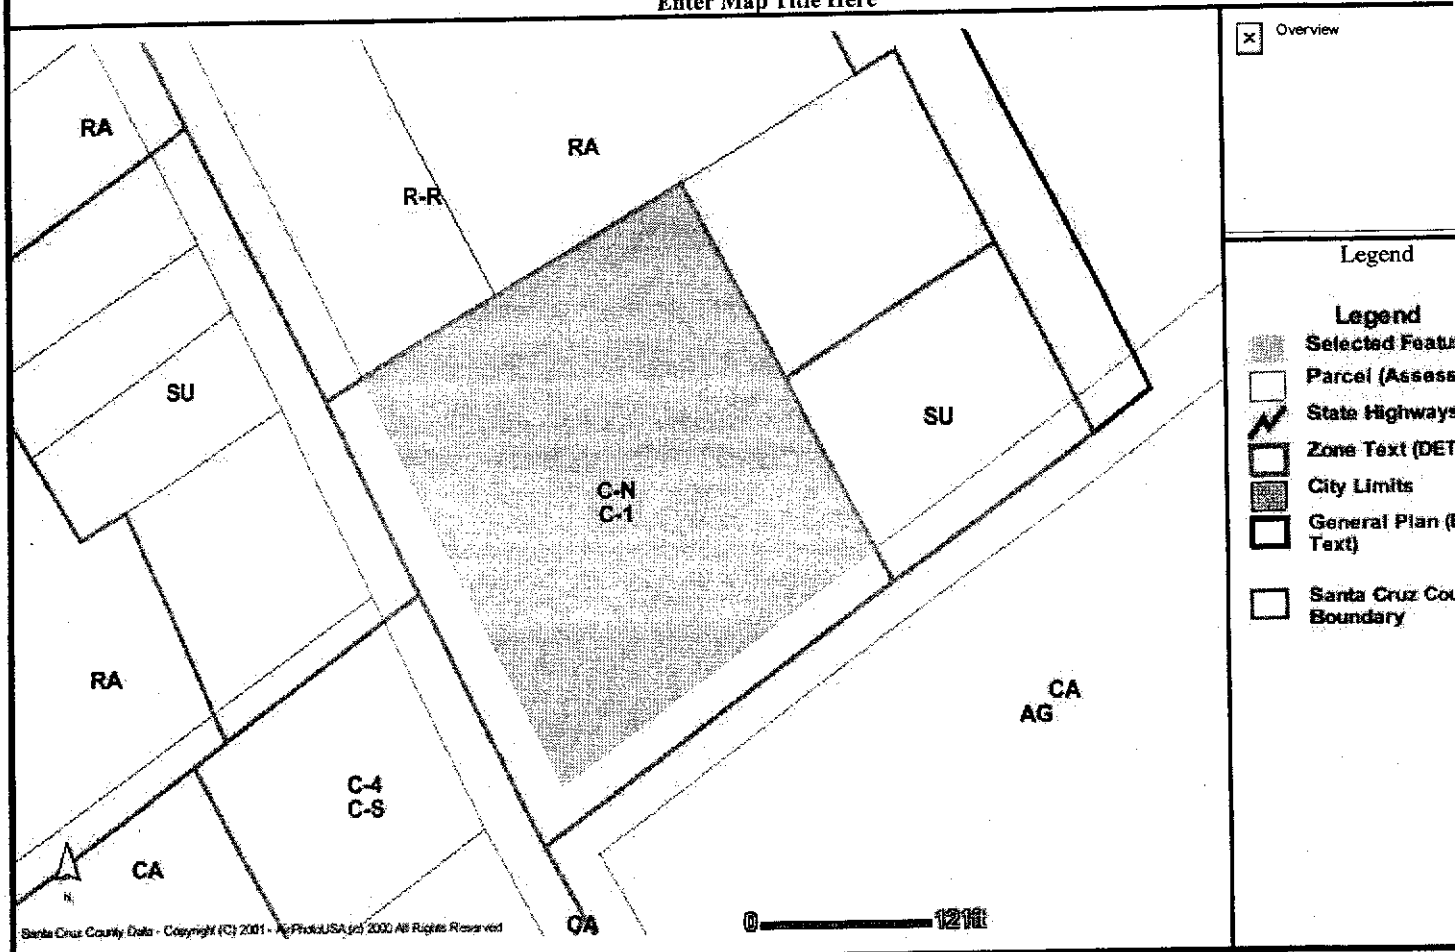 Enter Map Title Here
Overview
RA
RA
R-R
SU
SU
C-N
C-1
RA
CA
AG
C-4
C-S
CA
N
CA
0 121ft
Santa Cruz County Data - Copyright (C) 2001 - AirPhotoUSA (c) 2000 All Rights Reserved
Legend
Legend
Selected Featu
Parcel (Assess
State Highways
Zone Text (DET
City Limits
General Plan (
Text)
Santa Cruz Cou
Boundary